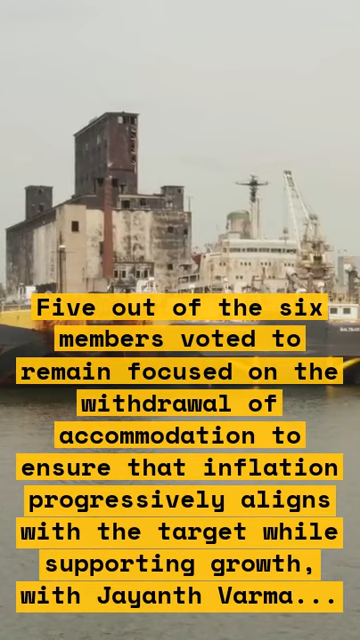 Five out of the six
members voted to
remain focused on the
withdrawal of
accommodation to
ensure that inflation
progressively aligns
with the target while
supporting growth,
with Jayanth Varma...